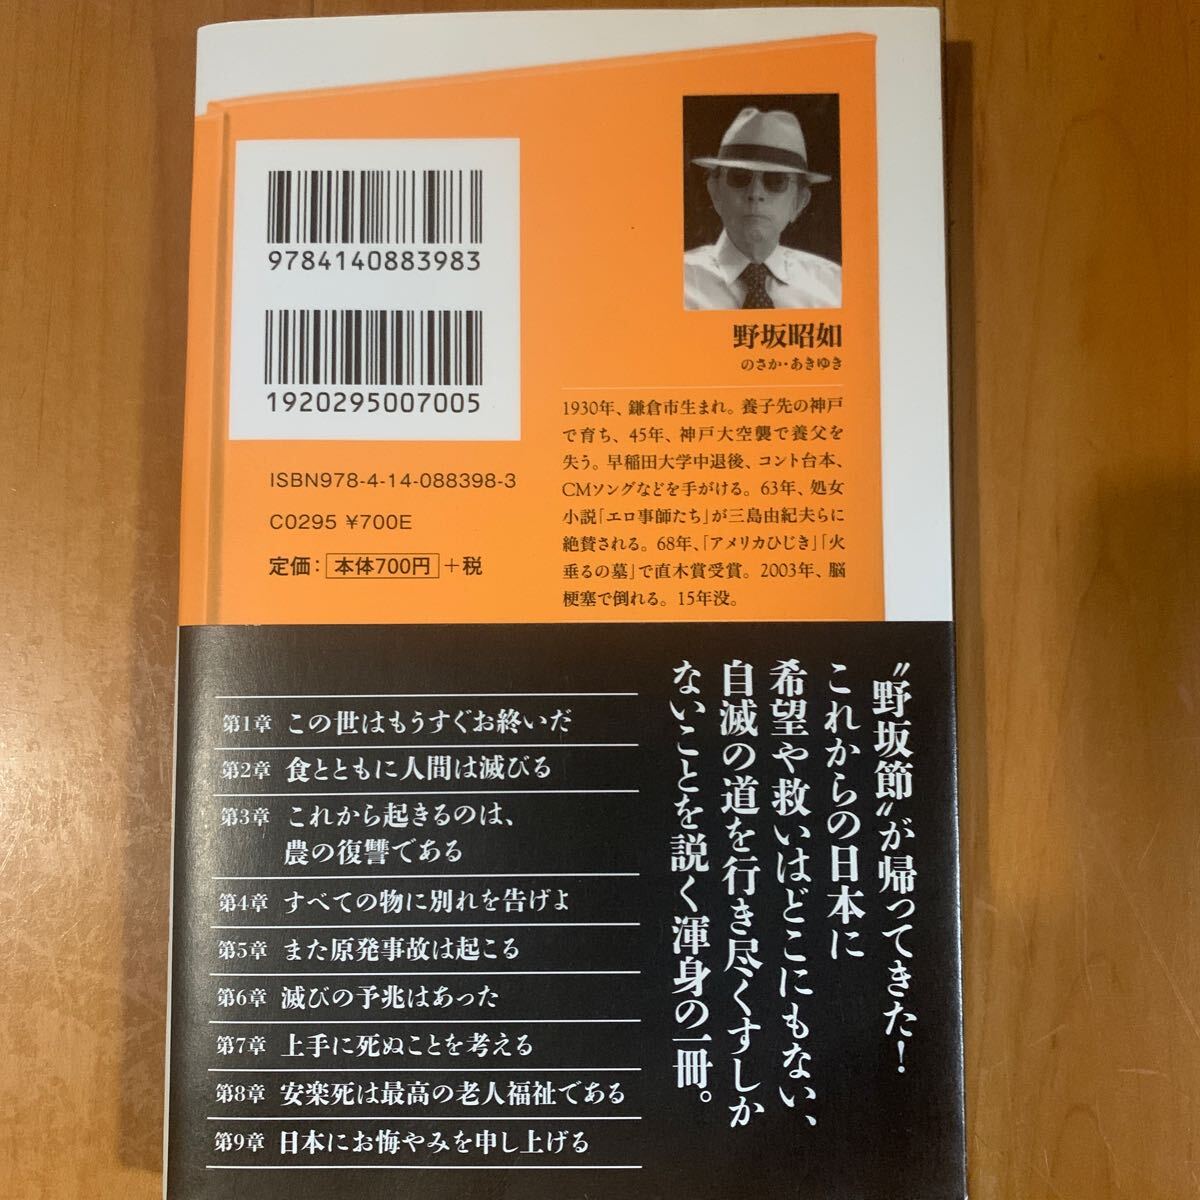 9784140883983
1920295007005
ISBN978-4-14-088398-3
C0295 ¥700E
定価：本体700円＋税
野坂昭如
のさか・あきゆき
1930年、鎌倉市生まれ。養子先の神戸
で育ち、45年、神戸大空襲で養父を
失う。早稲田大学中退後、コント台本、
CMソングなどを手がける。63年、処女
小説「エロ事師たち」が三島由紀夫らに
絶賛される。68年、「アメリカひじき」「火
垂るの墓」で直木賞受賞。2003年、脳
梗塞で倒れる。15年没。
〝野坂節〟が帰ってきた！
これからの日本に
希望や救いはどこにもない、
自滅の道を行き尽くすしか
ないことを説く渾身の一冊。
第1章 この世はもうすぐお終いだ
第2章 食とともに人間は滅びる
第3章 これから起きるのは、
農の復讐である
第4章 すべての物に別れを告げよ
第5章 また原発事故は起こる
第6章 滅びの予兆はあった
第7章 上手に死ぬことを考える
第8章 安楽死は最高の老人福祉である
第9章 日本にお悔やみを申し上げる